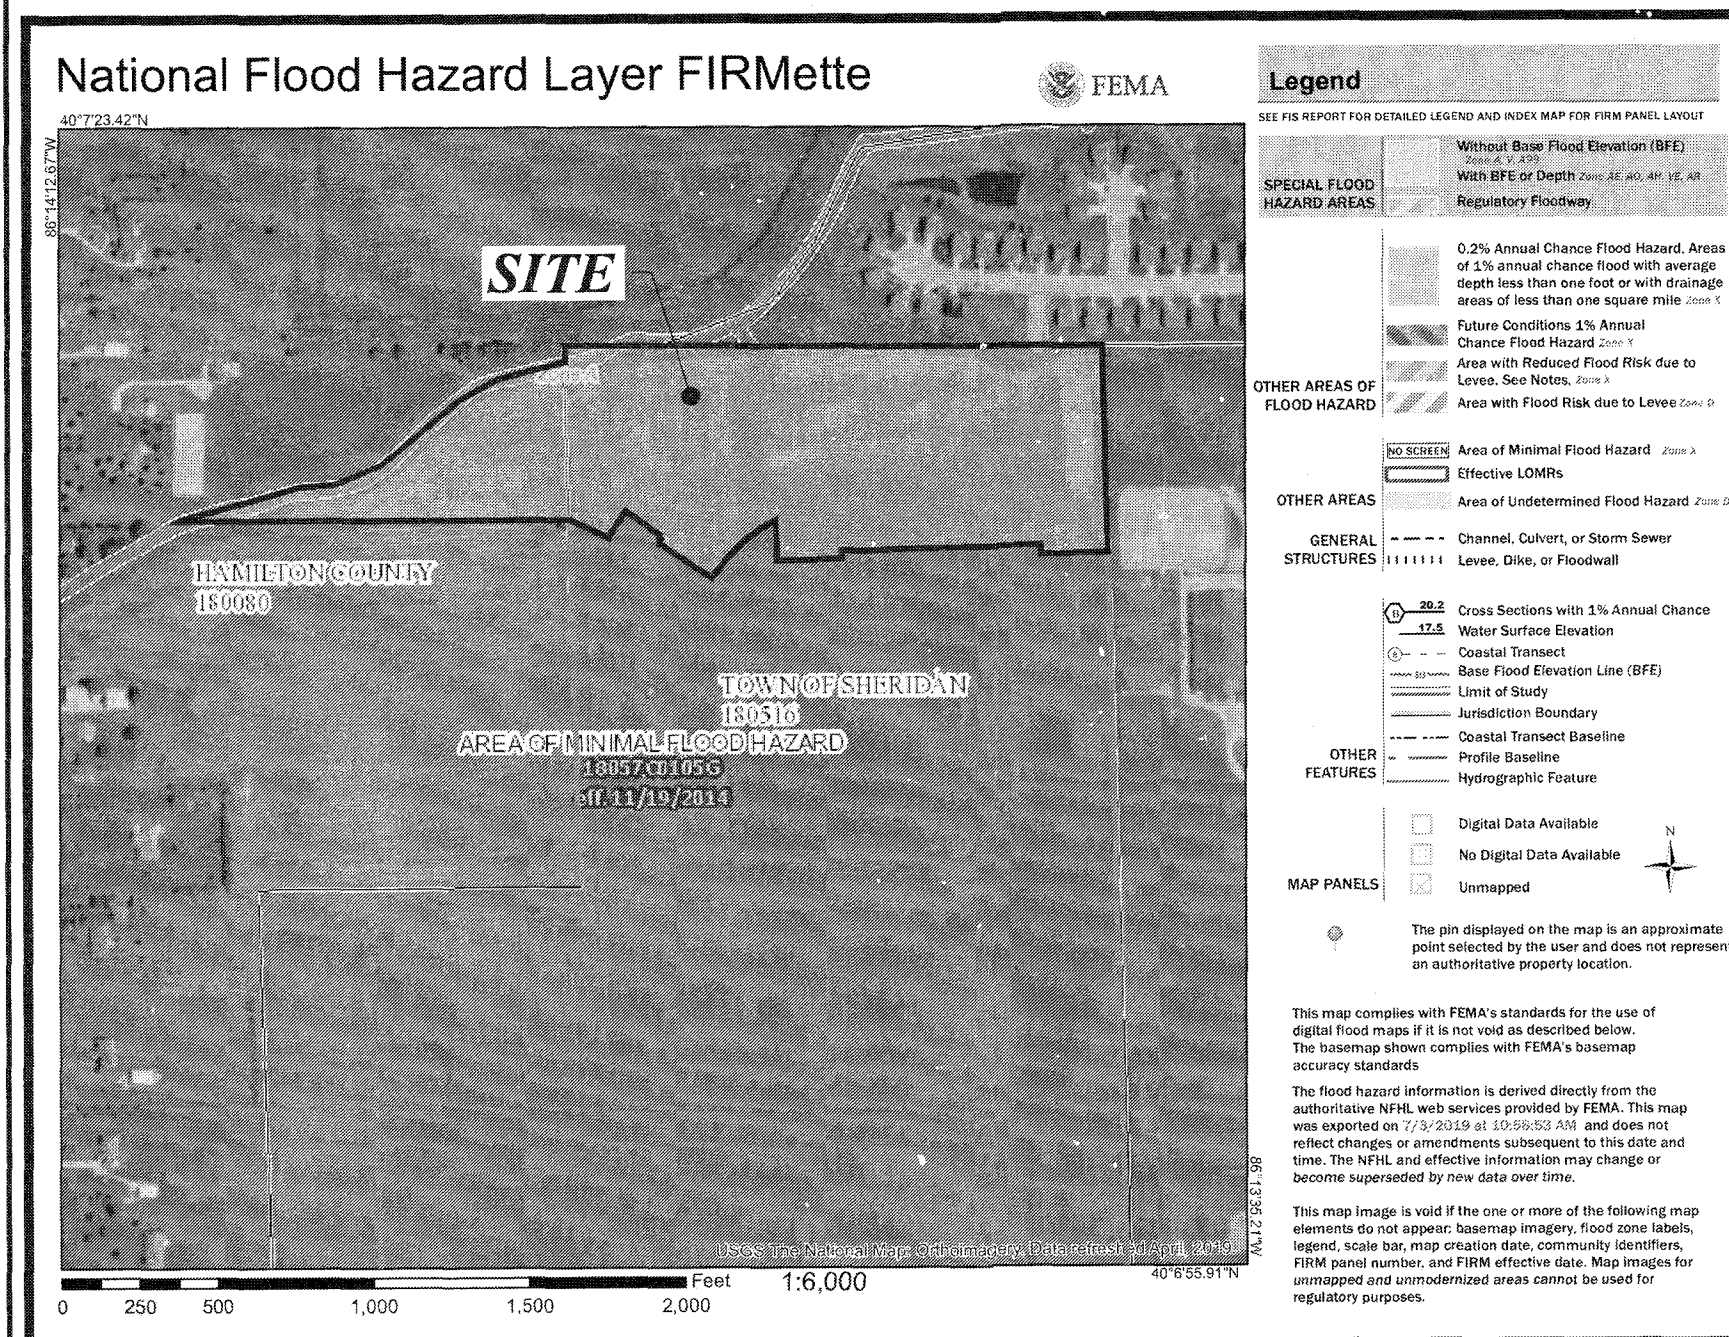 National Flood Hazard Layer FIRMette
FEMA
40°7'23.42"N
86°14'12.67"W
SITE
HAMILTON COUNTY
180080
TOWN OF SHERIDAN
180516
AREA OF MINIMAL FLOOD HAZARD
18057C0105G
eff. 11/19/2014
USGS The National Map: Orthoimagery. Data refreshed April, 2019.
86°13'35.21"W
40°6'55.91"N
Feet
1:6,000
0
250
500
1,000
1,500
2,000
Legend
SEE FIS REPORT FOR DETAILED LEGEND AND INDEX MAP FOR FIRM PANEL LAYOUT
SPECIAL FLOOD
HAZARD AREAS
Without Base Flood Elevation (BFE)
Zone A, V, A99
With BFE or Depth Zone AE, AO, AH, VE, AR
Regulatory Floodway
OTHER AREAS OF
FLOOD HAZARD
0.2% Annual Chance Flood Hazard, Areas
of 1% annual chance flood with average
depth less than one foot or with drainage
areas of less than one square mile Zone X
Future Conditions 1% Annual
Chance Flood Hazard Zone X
Area with Reduced Flood Risk due to
Levee. See Notes. Zone X
Area with Flood Risk due to Levee Zone D
OTHER AREAS
NO SCREEN Area of Minimal Flood Hazard Zone X
Effective LOMRs
Area of Undetermined Flood Hazard Zone D
GENERAL
STRUCTURES
Channel, Culvert, or Storm Sewer
Levee, Dike, or Floodwall
OTHER
FEATURES
B 20.2 Cross Sections with 1% Annual Chance
17.5 Water Surface Elevation
8 Coastal Transect
513 Base Flood Elevation Line (BFE)
Limit of Study
Jurisdiction Boundary
Coastal Transect Baseline
Profile Baseline
Hydrographic Feature
MAP PANELS
Digital Data Available
No Digital Data Available
Unmapped
N
The pin displayed on the map is an approximate
point selected by the user and does not represent
an authoritative property location.
This map complies with FEMA's standards for the use of
digital flood maps if it is not void as described below.
The basemap shown complies with FEMA's basemap
accuracy standards
The flood hazard information is derived directly from the
authoritative NFHL web services provided by FEMA. This map
was exported on 7/3/2019 at 10:58:53 AM and does not
reflect changes or amendments subsequent to this date and
time. The NFHL and effective information may change or
become superseded by new data over time.
This map image is void if the one or more of the following map
elements do not appear: basemap imagery, flood zone labels,
legend, scale bar, map creation date, community identifiers,
FIRM panel number, and FIRM effective date. Map images for
unmapped and unmodernized areas cannot be used for
regulatory purposes.